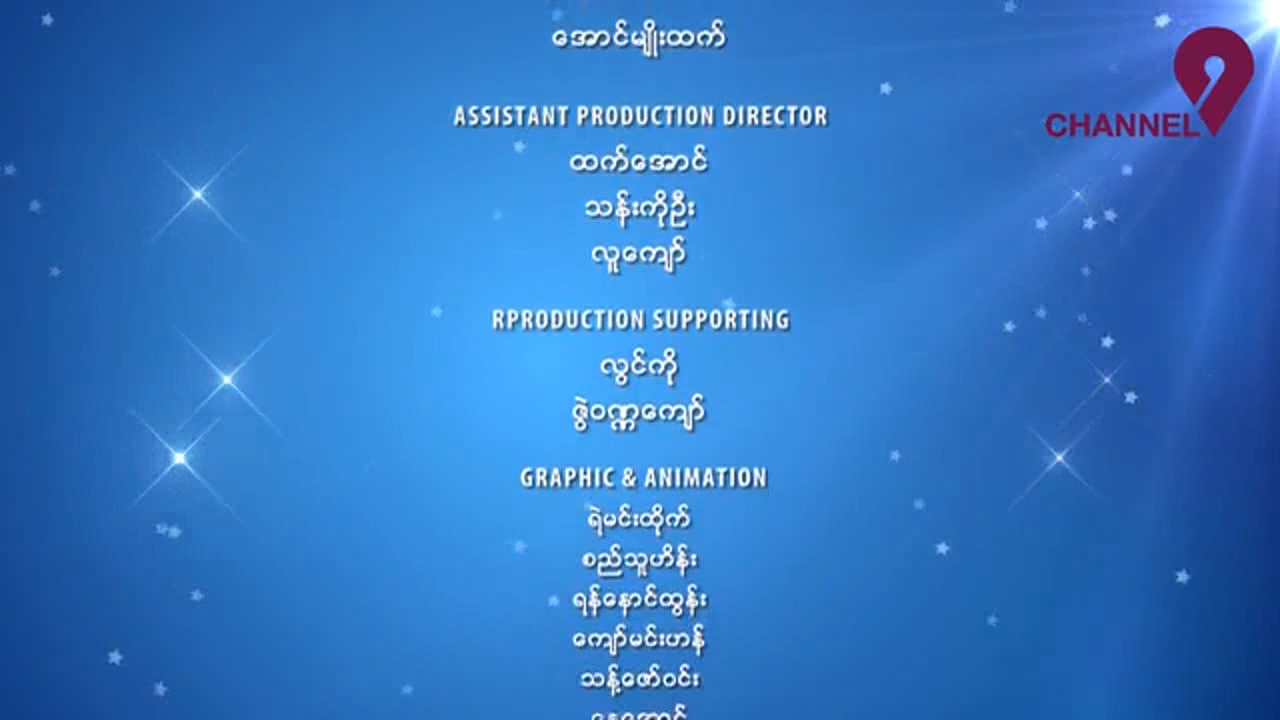 အောင်မျိုးထက်
CHANNEL 9
ASSISTANT PRODUCTION DIRECTOR
ထက်အောင်
သန်းကိုဦး
လူကျော်
RPRODUCTION SUPPORTING
လွင်ကို
ဇွဲဝဏ္ဏကျော်
GRAPHIC & ANIMATION
ရဲမင်းထိုက်
စည်သူဟိန်း
ရန်နောင်ထွန်း
ကျော်မင်းဟန်
သန့်ဇော်ဝင်း